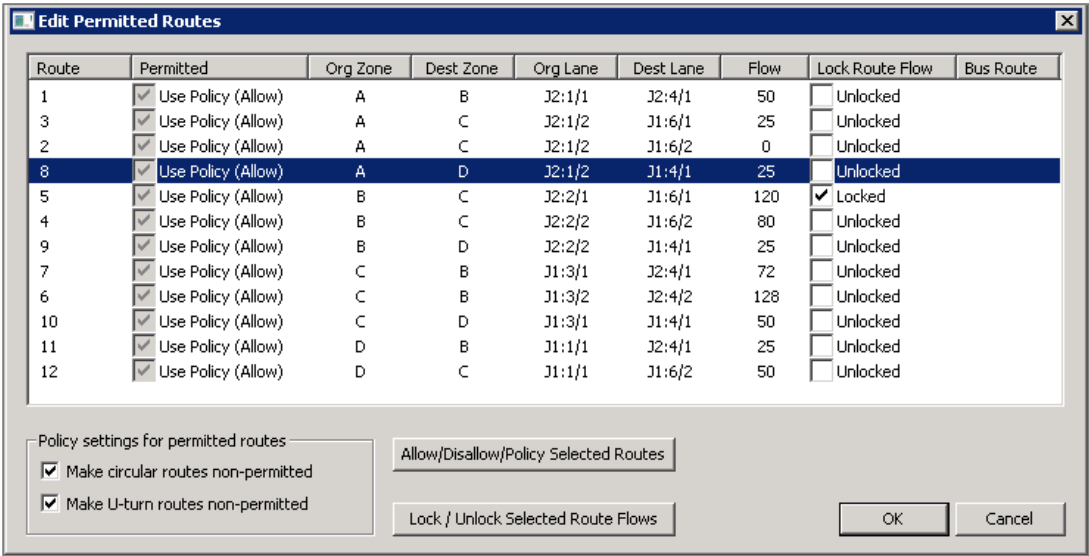 Edit Permitted Routes
Route Permitted Org Zone Dest Zone Org Lane Dest Lane Flow Lock Route Flow Bus Route
1 Use Policy (Allow) A B J2:1/1 J2:4/1 50 Unlocked
3 Use Policy (Allow) A C J2:1/2 J1:6/1 25 Unlocked
2 Use Policy (Allow) A C J2:1/2 J1:6/2 0 Unlocked
8 Use Policy (Allow) A D J2:1/2 J1:4/1 25 Unlocked
5 Use Policy (Allow) B C J2:2/1 J1:6/1 120 Locked
4 Use Policy (Allow) B C J2:2/2 J1:6/2 80 Unlocked
9 Use Policy (Allow) B D J2:2/2 J1:4/1 25 Unlocked
7 Use Policy (Allow) C B J1:3/1 J2:4/1 72 Unlocked
6 Use Policy (Allow) C B J1:3/2 J2:4/2 128 Unlocked
10 Use Policy (Allow) C D J1:3/1 J1:4/1 50 Unlocked
11 Use Policy (Allow) D B J1:1/1 J2:4/1 25 Unlocked
12 Use Policy (Allow) D C J1:1/1 J1:6/2 50 Unlocked
Policy settings for permitted routes
Make circular routes non-permitted
Make U-turn routes non-permitted
Allow/Disallow/Policy Selected Routes
Lock / Unlock Selected Route Flows
OK
Cancel